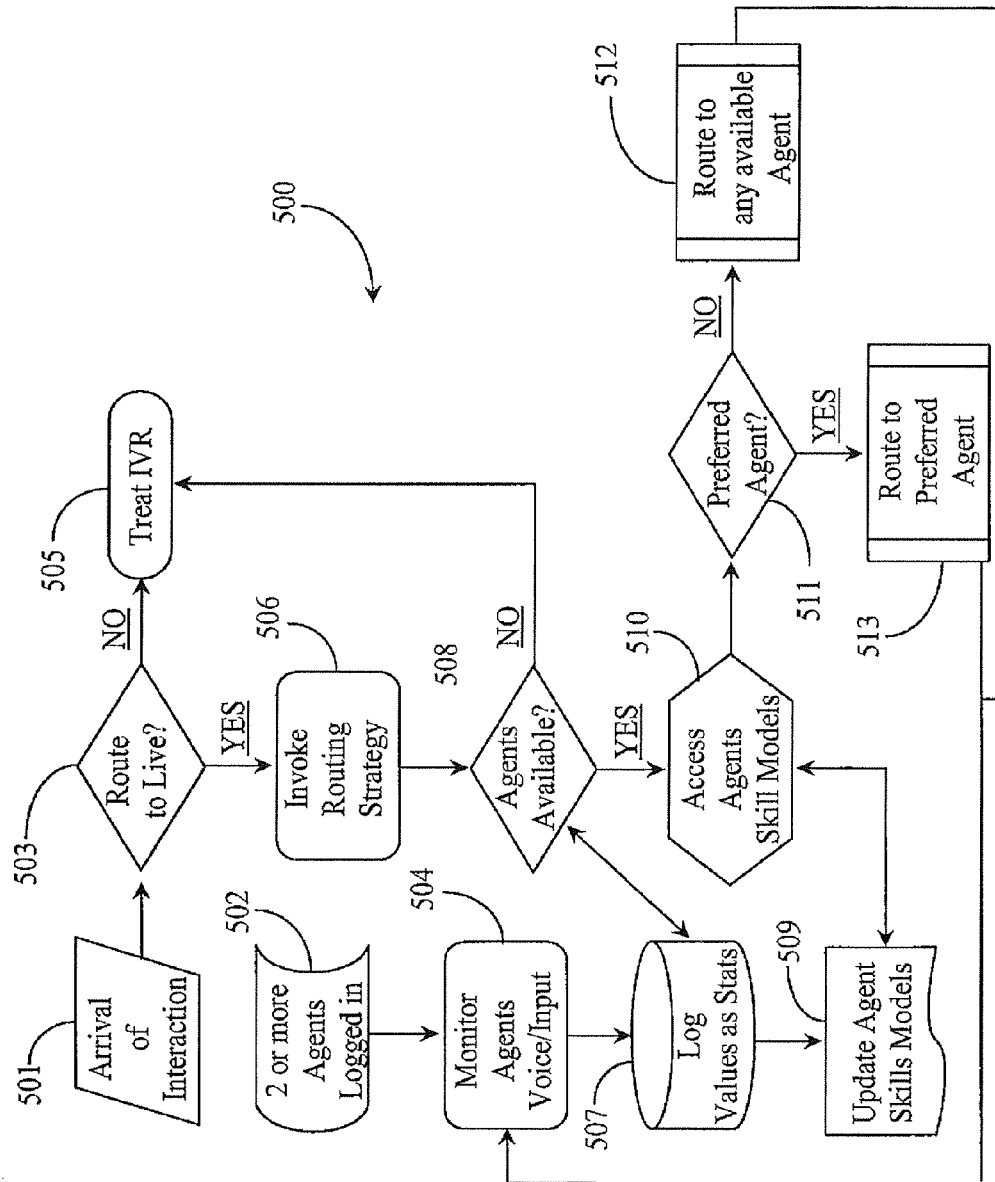 501
Arrival
of
Interaction
503
Route
to Live?
NO
505
Treat IVR
YES
506
Invoke
Routing
Strategy
500
502
2 or more
Agents
Logged in
504
Monitor
Agents
Voice/Input
508
Agents
Available?
NO
YES
507
Log
Values as Stats
509
Update Agent
Skills Models
510
Access
Agents
Skill Models
511
Preferred
Agent?
NO
512
Route to
any available
Agent
YES
513
Route to
Preferred
Agent